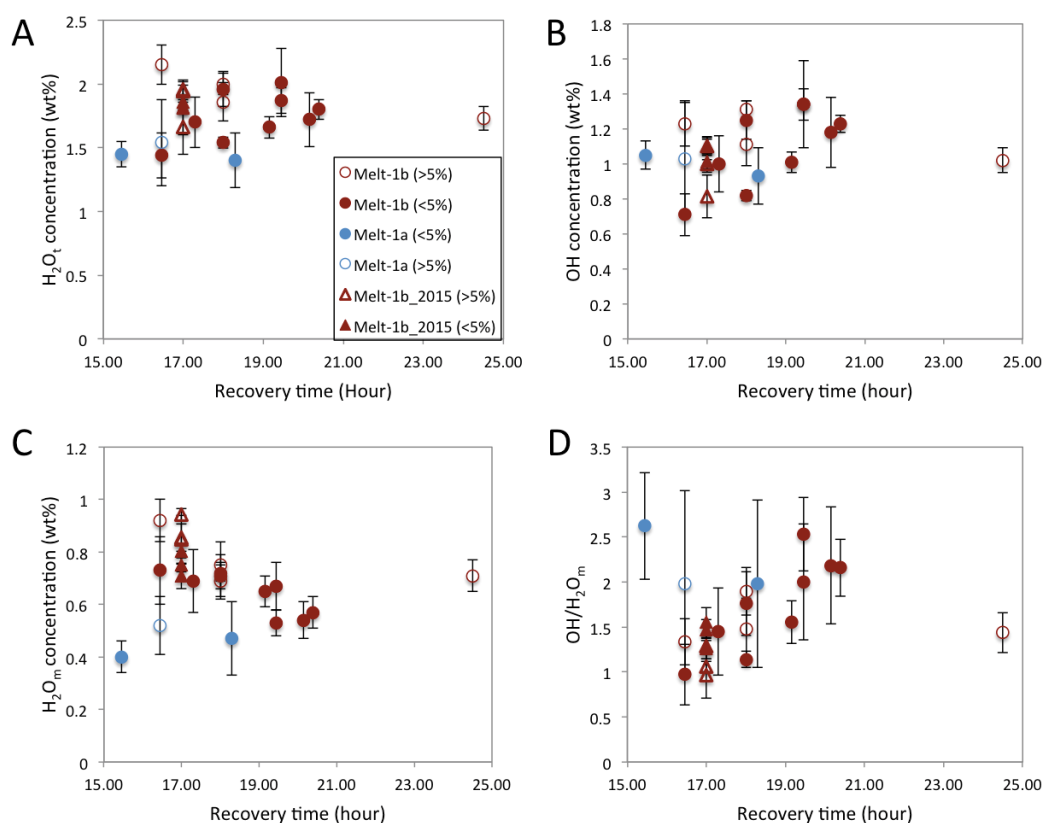 A
H2Ot concentration (wt%)
2.5
2
1.5
1
0.5
0
15.00 17.00 19.00 21.00 23.00 25.00
Recovery time (Hour)
Melt-1b (>5%)
Melt-1b (<5%)
Melt-1a (<5%)
Melt-1a (>5%)
Melt-1b_2015 (>5%)
Melt-1b_2015 (<5%)
B
OH concentration (wt%)
1.8
1.6
1.4
1.2
1
0.8
0.6
0.4
0.2
0
15.00 17.00 19.00 21.00 23.00 25.00
Recovery time (hour)
C
H2Om concentration (wt%)
1.2
1
0.8
0.6
0.4
0.2
0
15.00 17.00 19.00 21.00 23.00 25.00
Recovery time (hour)
D
OH/H2Om
3.5
3
2.5
2
1.5
1
0.5
0
15.00 17.00 19.00 21.00 23.00 25.00
Recovery time (hour)